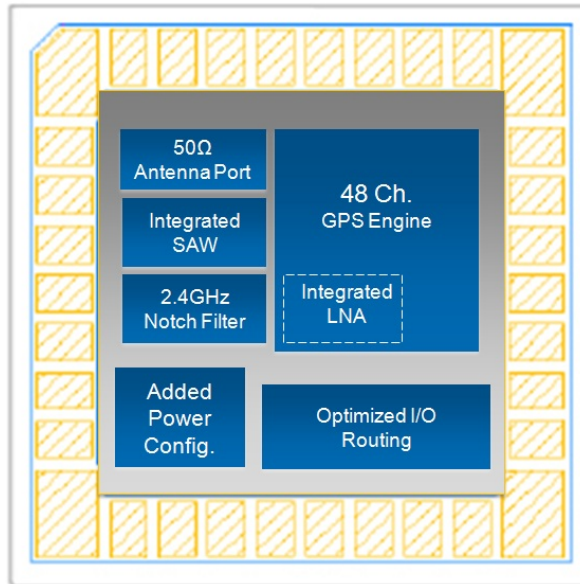 50Ω
Antenna Port
Integrated
SAW
2.4GHz
Notch Filter
48 Ch.
GPS Engine
Integrated
LNA
Added
Power
Config.
Optimized I/O
Routing